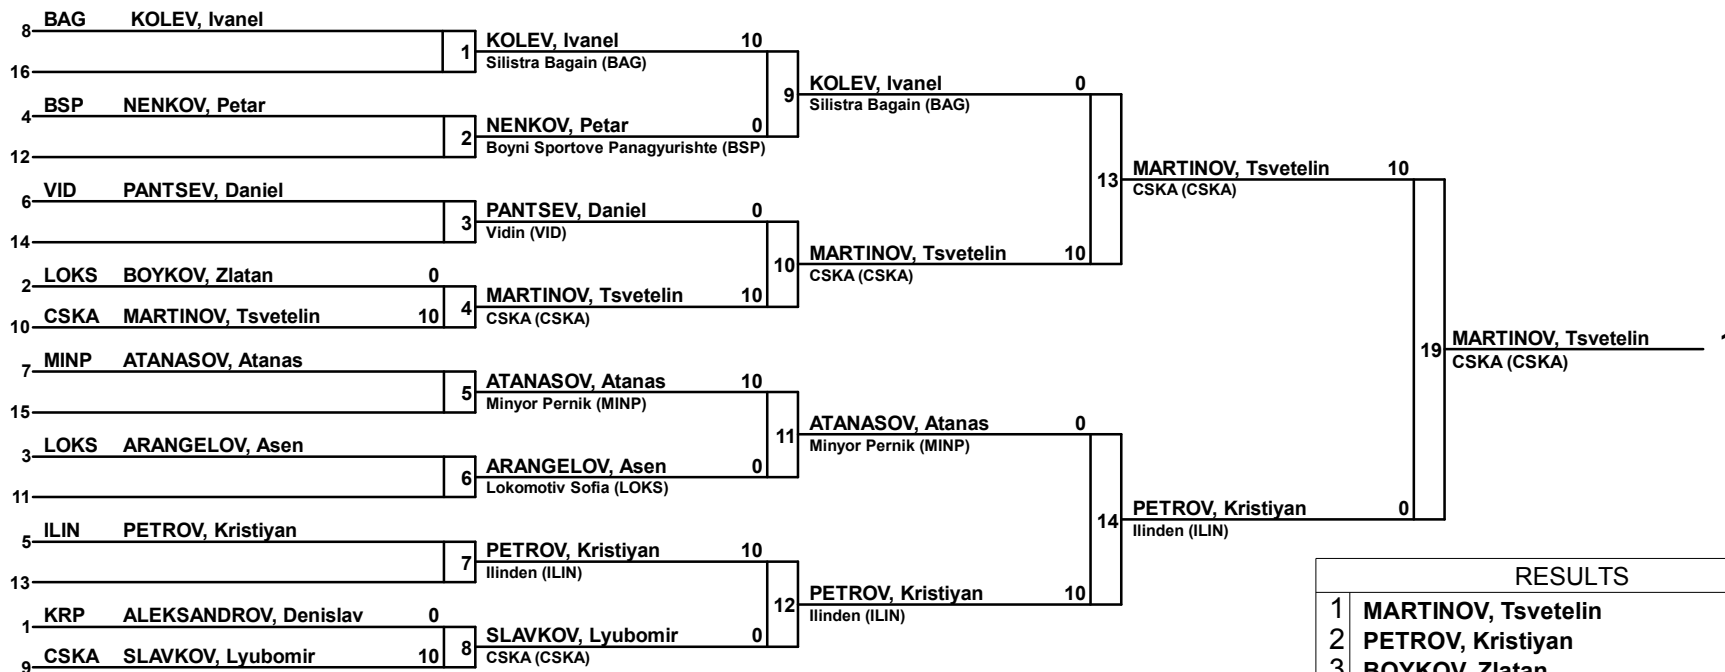 8 BAG KOLEV, Ivanel
1 KOLEV, Ivanel 10
Silistra Bagain (BAG)
16
9 KOLEV, Ivanel 0
Silistra Bagain (BAG)
4 BSP NENKOV, Petar
2 NENKOV, Petar 0
Boyni Sportove Panagyurishte (BSP)
12
13 MARTINOV, Tsvetelin 10
CSKA (CSKA)
6 VID PANTSEV, Daniel
3 PANTSEV, Daniel 0
Vidin (VID)
14
10 MARTINOV, Tsvetelin 10
CSKA (CSKA)
2 LOKS BOYKOV, Zlatan 0
4 MARTINOV, Tsvetelin 10
CSKA (CSKA)
10 CSKA MARTINOV, Tsvetelin 10
19 MARTINOV, Tsvetelin
CSKA (CSKA)
7 MINP ATANASOV, Atanas
5 ATANASOV, Atanas 10
Minyor Pernik (MINP)
15
11 ATANASOV, Atanas 0
Minyor Pernik (MINP)
3 LOKS ARANGELOV, Asen
6 ARANGELOV, Asen 0
Lokomotiv Sofia (LOKS)
11
14 PETROV, Kristiyan 0
Ilinden (ILIN)
5 ILIN PETROV, Kristiyan
7 PETROV, Kristiyan 10
Ilinden (ILIN)
13
12 PETROV, Kristiyan 10
Ilinden (ILIN)
1 KRP ALEKSANDROV, Denislav 0
8 SLAVKOV, Lyubomir 0
CSKA (CSKA)
9 CSKA SLAVKOV, Lyubomir 10
RESULTS
1 MARTINOV, Tsvetelin
2 PETROV, Kristiyan
3 BOYKOV, Zlatan